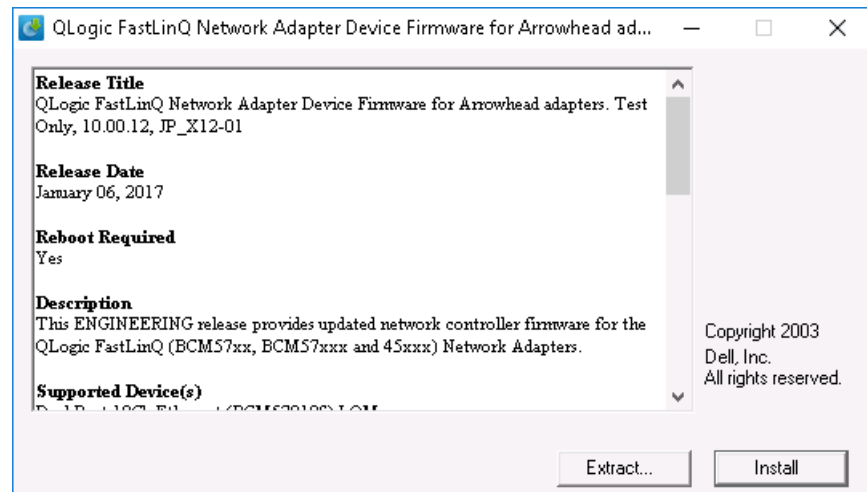 QLogic FastLinQ Network Adapter Device Firmware for Arrowhead ad...
Release Title
QLogic FastLinQ Network Adapter Device Firmware for Arrowhead adapters. Test
Only, 10.00.12, JP_X12-01
Release Date
January 06, 2017
Reboot Required
Yes
Description
This ENGINEERING release provides updated network controller firmware for the
QLogic FastLinQ (BCM57xx, BCM57xxx and 45xxx) Network Adapters.
Supported Device(s)
Copyright 2003
Dell, Inc.
All rights reserved.
Extract...
Install